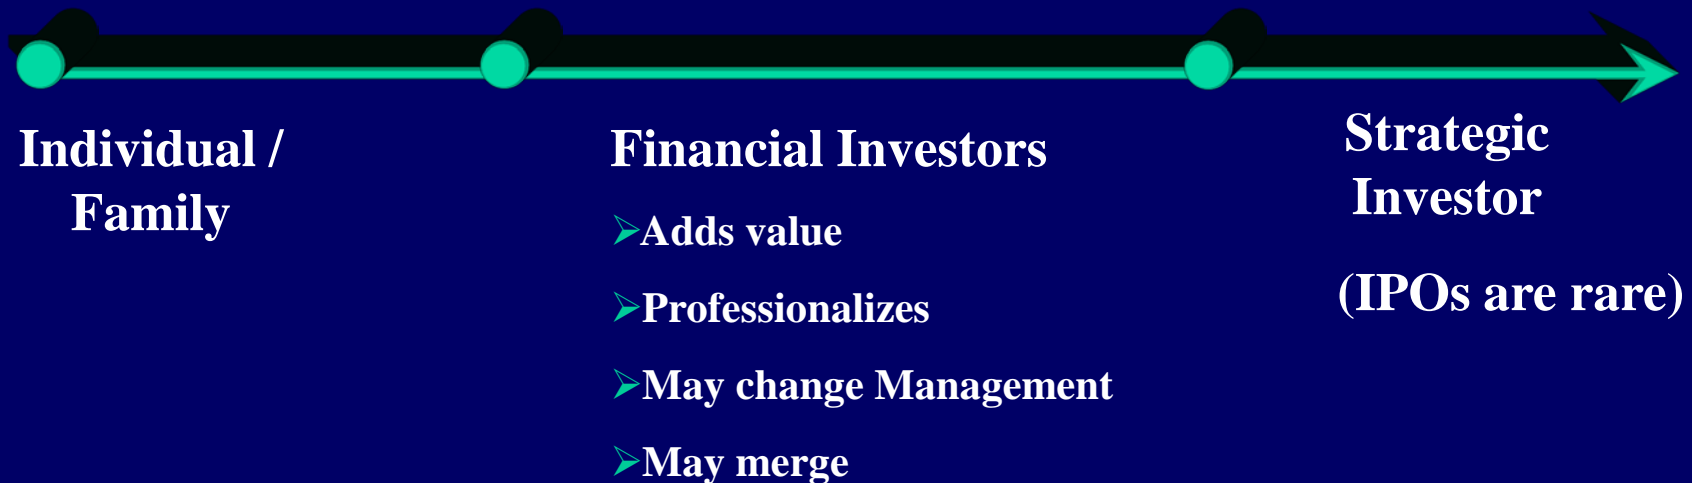 Individual /
Family
Financial Investors
➢Adds value
➢Professionalizes
➢May change Management
➢May merge
Strategic
Investor
(IPOs are rare)